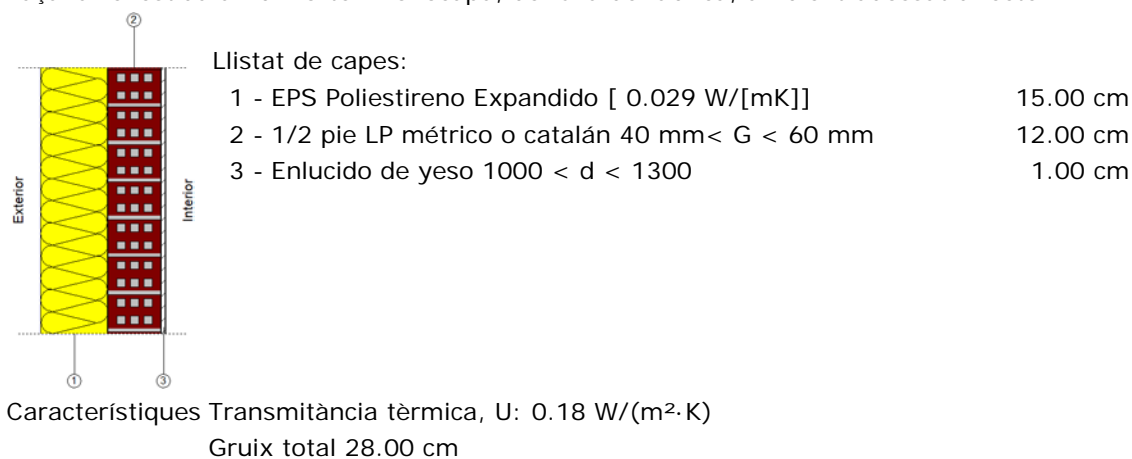 ②
Llistat de capes:
1 - EPS Poliestireno Expandido [ 0.029 W/[mK]] 15.00 cm
2 - 1/2 pie LP métrico o catalán 40 mm< G < 60 mm 12.00 cm
3 - Enlucido de yeso 1000 < d < 1300 1.00 cm
Exterior
Interior
① ③
Característiques Transmitància tèrmica, U: 0.18 W/(m²·K)
Gruix total 28.00 cm